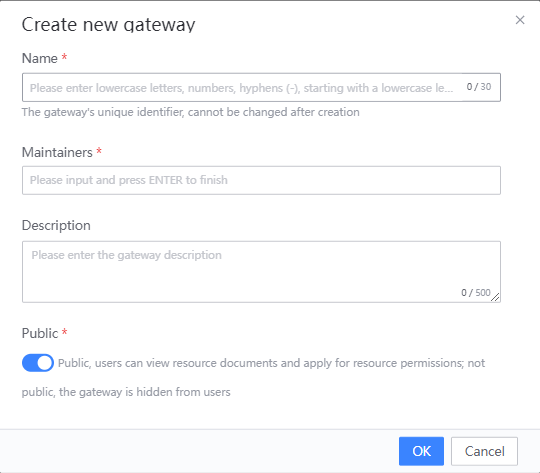 Create new gateway
Name *
Please enter lowercase letters, numbers, hyphens (-), starting with a lowercase le... 0 / 30
The gateway's unique identifier, cannot be changed after creation
Maintainers *
Please input and press ENTER to finish
Description
Please enter the gateway description
0 / 500
Public *
Public, users can view resource documents and apply for resource permissions; not
public, the gateway is hidden from users
OK Cancel